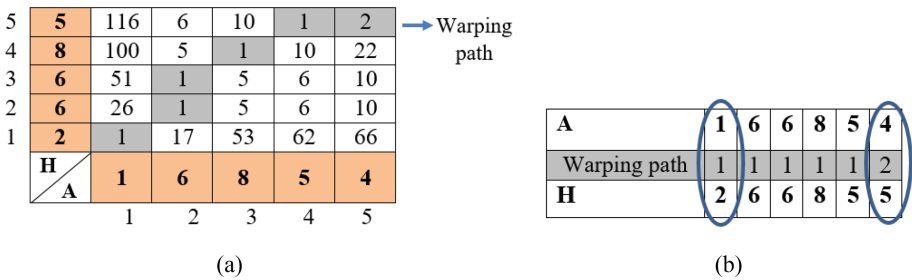 5 5 116 6 10 1 2 Warping
path
4 8 100 5 1 10 22
3 6 51 1 5 6 10
2 6 26 1 5 6 10
1 2 1 17 53 62 66
H
A 1 6 8 5 4
1 2 3 4 5
(a)
A 1 6 6 8 5 4
Warping path 1 1 1 1 1 2
H 2 6 6 8 5 5
(b)